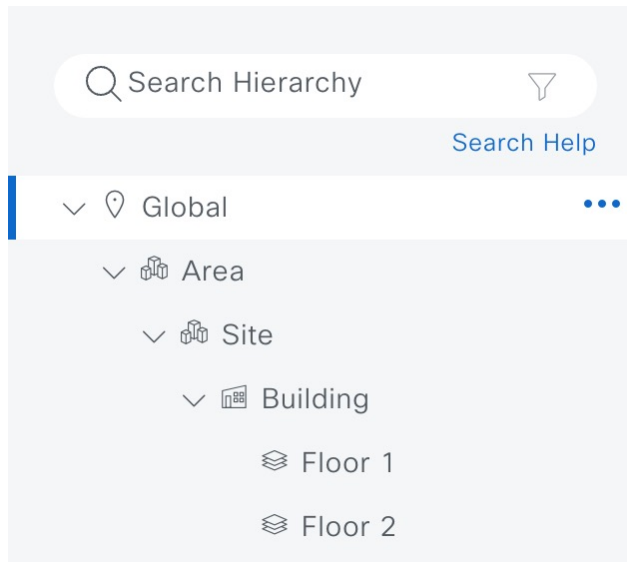 Search Hierarchy
Search Help
Global
Area
Site
Building
Floor 1
Floor 2